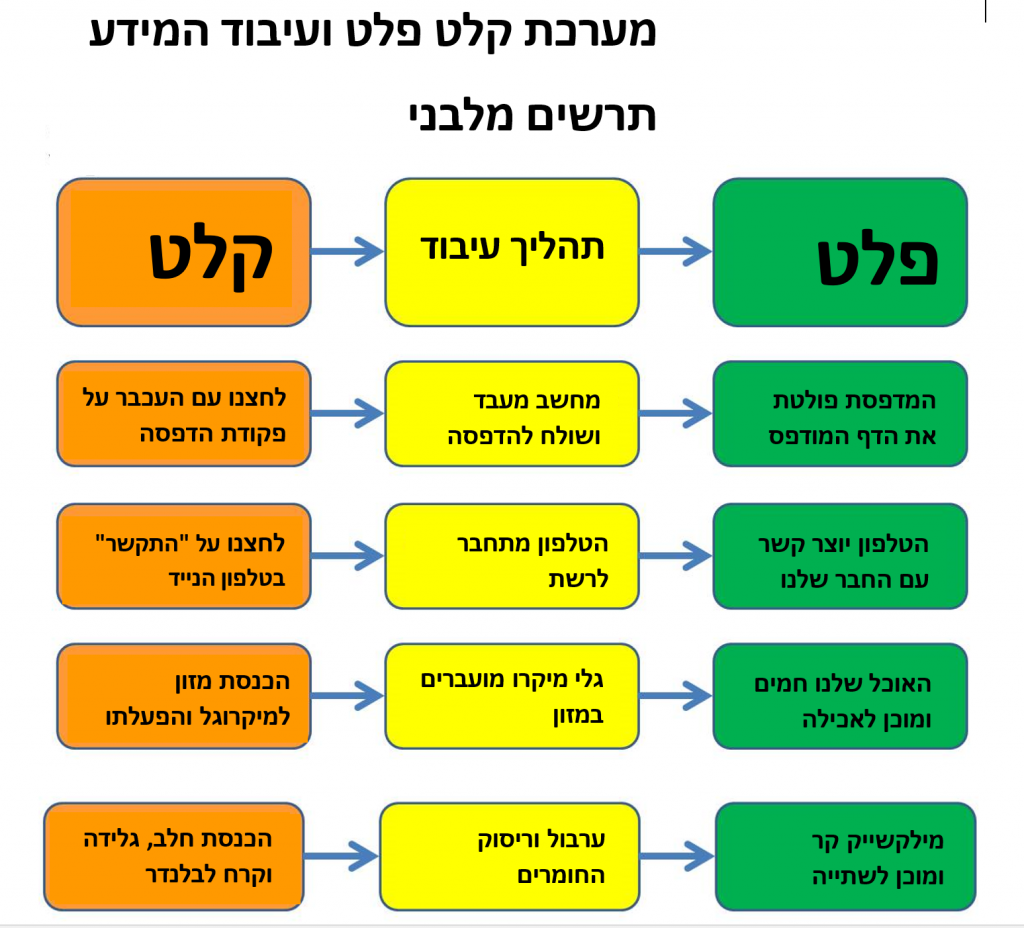 מערכת קלט פלט ועיבוד המידע
תרשים מלבני
קלט
תהליך עיבוד
פלט
לחצנו עם העכבר על
פקודת הדפסה
מחשב מעבד
ושולח להדפסה
המדפסת פולטת
את הדף המודפס
לחצנו על "התקשר"
בטלפון הנייד
הטלפון מתחבר
לרשת
הטלפון יוצר קשר
עם החבר שלנו
הכנסת מזון
למיקרוגל והפעלתו
גלי מיקרו מועברים
במזון
האוכל שלנו חמים
ומוכן לאכילה
הכנסת חלב, גלידה
וקרח לבלנדר
ערבול וריסוק
החומרים
מילקשייק קר
ומוכן לשתייה